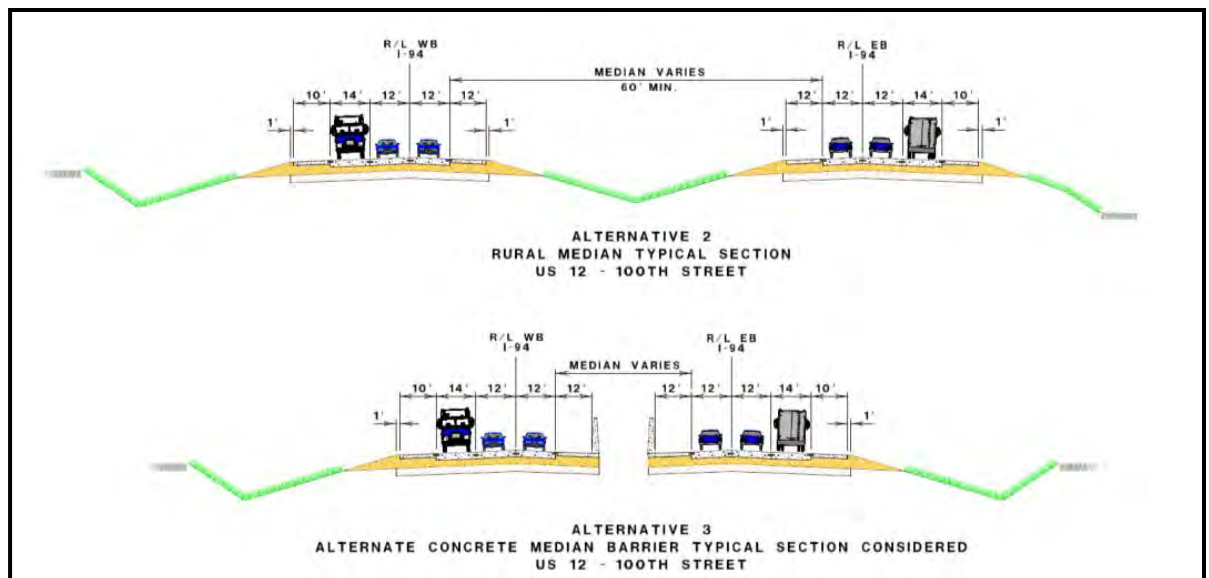 R/L WB
I-94
R/L EB
I-94
MEDIAN VARIES
60' MIN.
10' 14' 12' 12' 12'
12' 12' 12' 14' 10'
1'
1'
1'
1'
ALTERNATIVE 2
RURAL MEDIAN TYPICAL SECTION
US 12 - 100TH STREET
R/L WB
I-94
R/L EB
I-94
MEDIAN VARIES
10' 14' 12' 12' 12'
12' 12' 12' 14' 10'
1'
1'
ALTERNATIVE 3
ALTERNATE CONCRETE MEDIAN BARRIER TYPICAL SECTION CONSIDERED
US 12 - 100TH STREET